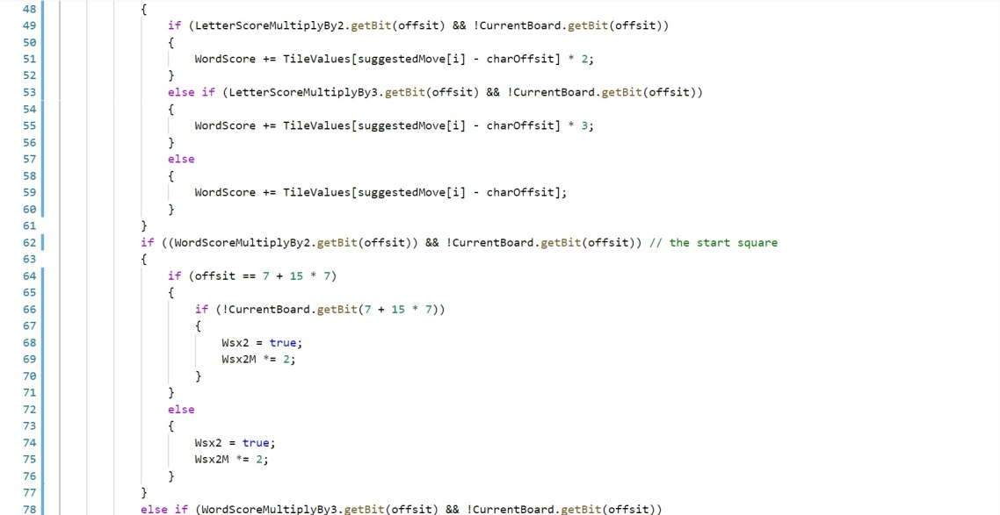 48 {
49 if (LetterScoreMultiplyBy2.getBit(offsit) && !CurrentBoard.getBit(offsit))
50 {
51 WordScore += TileValues[suggestedMove[i] - charOffsit] * 2;
52 }
53 else if (LetterScoreMultiplyBy3.getBit(offsit) && !CurrentBoard.getBit(offsit))
54 {
55 WordScore += TileValues[suggestedMove[i] - charOffsit] * 3;
56 }
57 else
58 {
59 WordScore += TileValues[suggestedMove[i] - charOffsit];
60 }
61 }
62 if ((WordScoreMultiplyBy2.getBit(offsit)) && !CurrentBoard.getBit(offsit)) // the start square
63 {
64 if (offsit == 7 + 15 * 7)
65 {
66 if (!CurrentBoard.getBit(7 + 15 * 7))
67 {
68 Wsx2 = true;
69 Wsx2M *= 2;
70 }
71 }
72 else
73 {
74 Wsx2 = true;
75 Wsx2M *= 2;
76 }
77 }
78 else if (WordScoreMultiplyBy3.getBit(offsit) && !CurrentBoard.getBit(offsit))